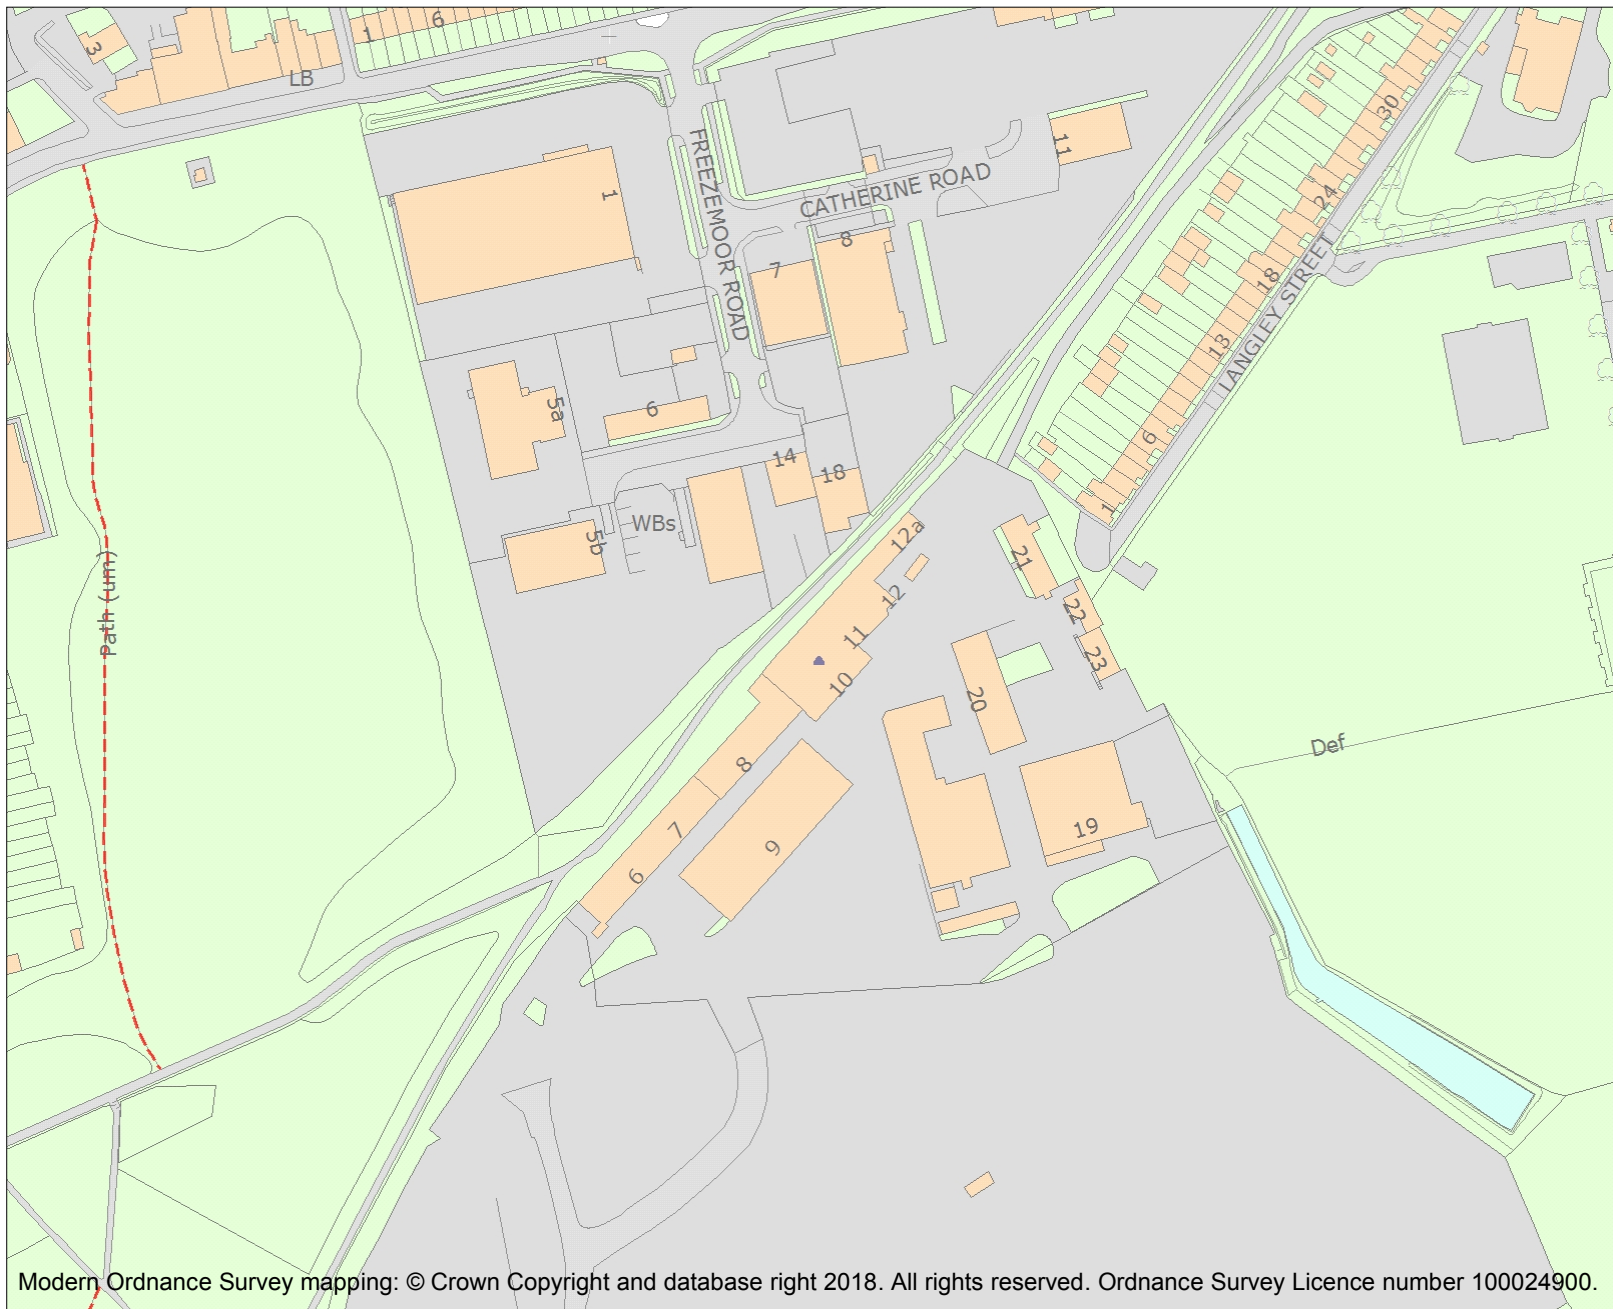 3
1
6
LB
1
FREEZEMOOR ROAD
CATHERINE ROAD
11
30
24
18
13
6
1
LANGLEY STREET
8
7
5a
6
14
18
WBs
5b
Path (um)
12a
12
11
10
21
22
23
20
8
7
6
9
19
Def
Modern Ordnance Survey mapping: © Crown Copyright and database right 2018. All rights reserved. Ordnance Survey Licence number 100024900.